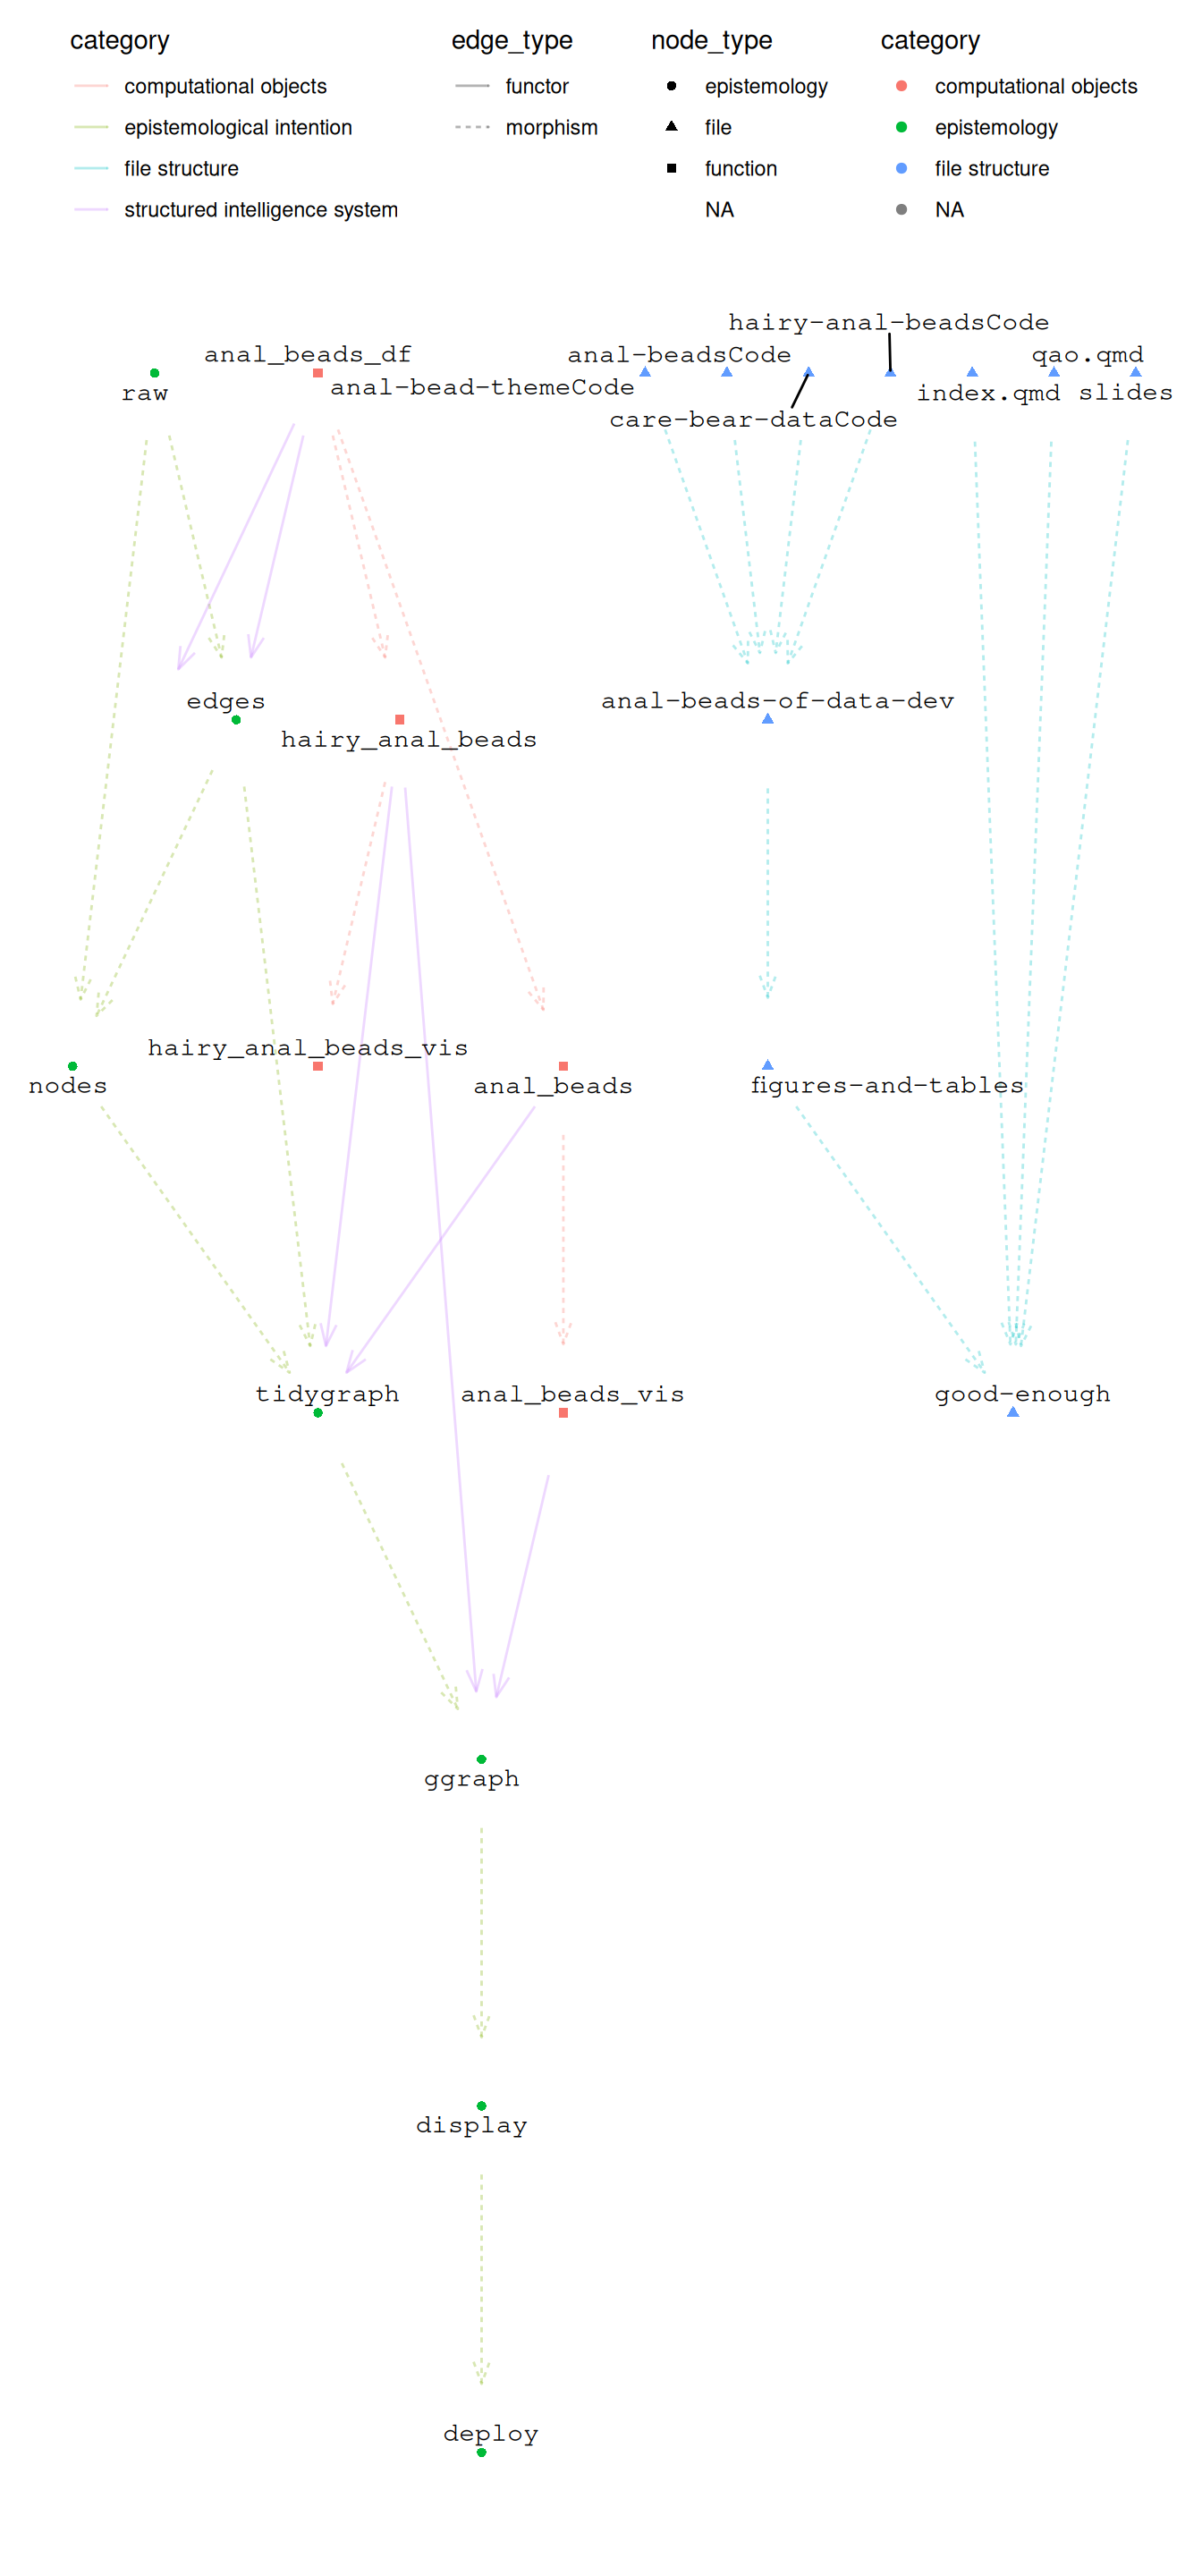 category
computational objects
epistemological intention
file structure
structured intelligence system
edge_type
functor
morphism
node_type
epistemology
file
function
NA
category
computational objects
epistemology
file structure
NA
hairy-anal-beadsCode
anal_beads_df
anal-beadsCode
qao.qmd
raw
anal-bead-themeCode
index.qmd
slides
care-bear-dataCode
edges
anal-beads-of-data-dev
hairy_anal_beads
hairy_anal_beads_vis
nodes
anal_beads
figures-and-tables
tidygraph
anal_beads_vis
good-enough
ggraph
display
deploy